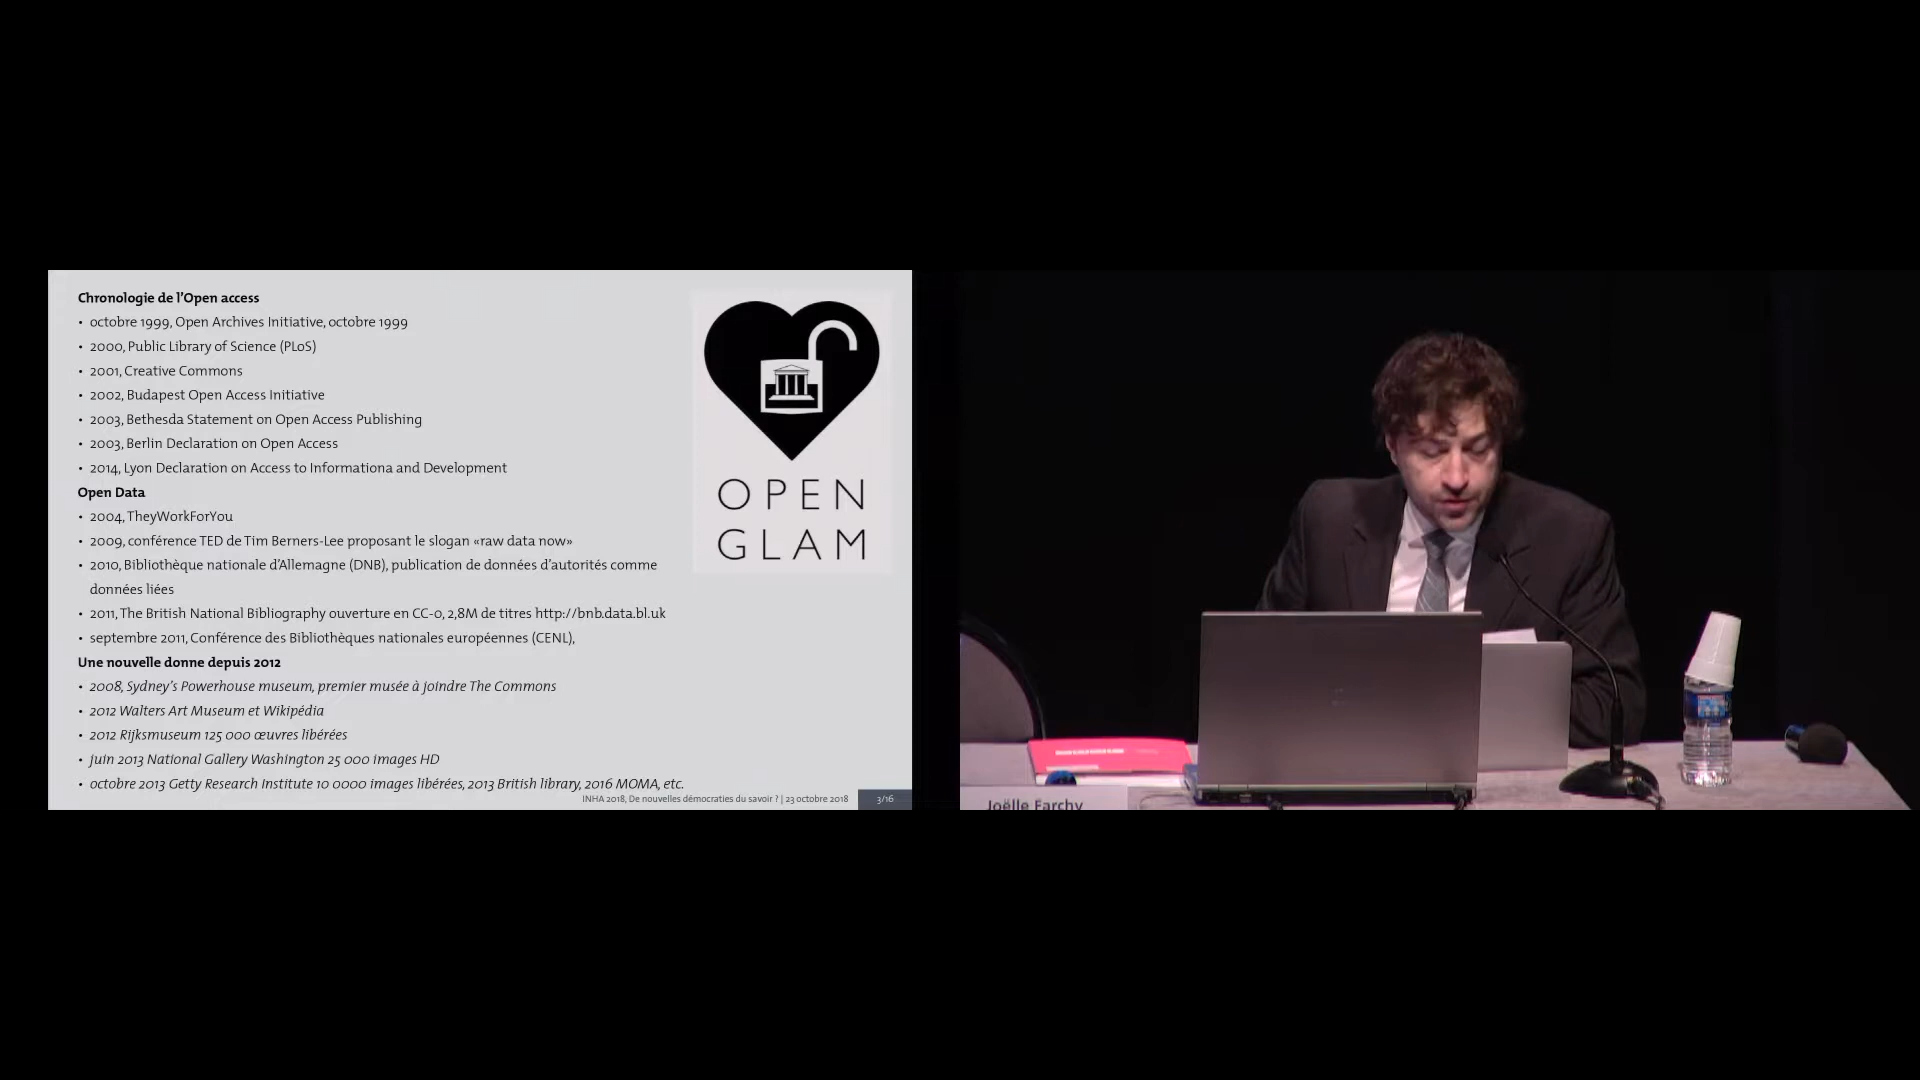 Chronologie de l'Open access
• octobre 1999, Open Archives Initiative, octobre 1999
• 2000, Public Library of Science (PLoS)
• 2001, Creative Commons
• 2002, Budapest Open Access Initiative
• 2003, Bethesda Statement on Open Access Publishing
• 2003, Berlin Declaration on Open Access
• 2014, Lyon Declaration on Access to Informationa and Development
Open Data
• 2004, TheyWorkForYou
• 2009, conférence TED de Tim Berners-Lee proposant le slogan «raw data now»
• 2010, Bibliothèque nationale d'Allemagne (DNB), publication de données d'autorités comme
données liées
• 2011, The British National Bibliography ouverture en CC-0, 2,8M de titres http://bnb.data.bl.uk
• septembre 2011, Conférence des Bibliothèques nationales européennes (CENL),
Une nouvelle donne depuis 2012
• 2008, Sydney's Powerhouse museum, premier musée à joindre The Commons
• 2012 Walters Art Museum et Wikipédia
• 2012 Rijksmuseum 125 000 œuvres libérées
• juin 2013 National Gallery Washington 25 000 images HD
• octobre 2013 Getty Research Institute 10 0000 images libérées, 2013 British library, 2016 MOMA, etc.
INHA 2018, De nouvelles démocraties du savoir ? | 23 octobre 2018
3/16
OPEN
GLAM
Joëlle Farchy